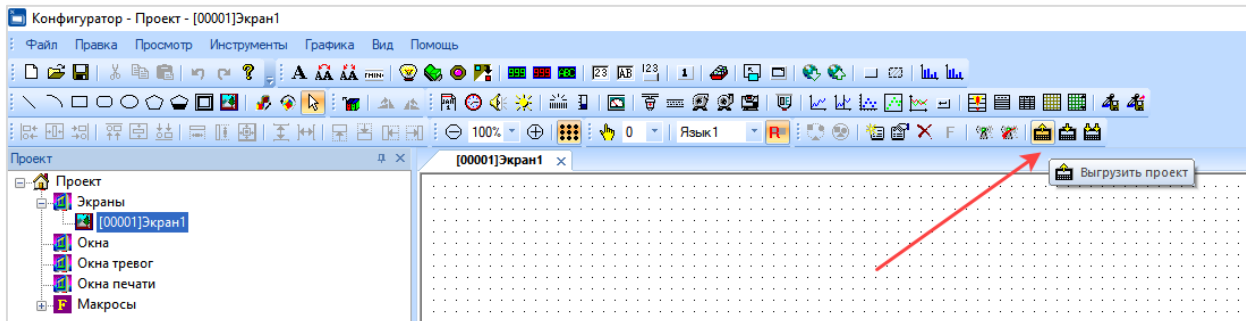 Конфигуратор - Проект - [00001]Экран1
Файл Правка Просмотр Инструменты Графика Вид Помощь
100% 0 Язык1 R F
Проект [00001]Экран1
Выгрузить проект
Проект
Экраны
[00001]Экран1
Окна
Окна тревог
Окна печати
Макросы